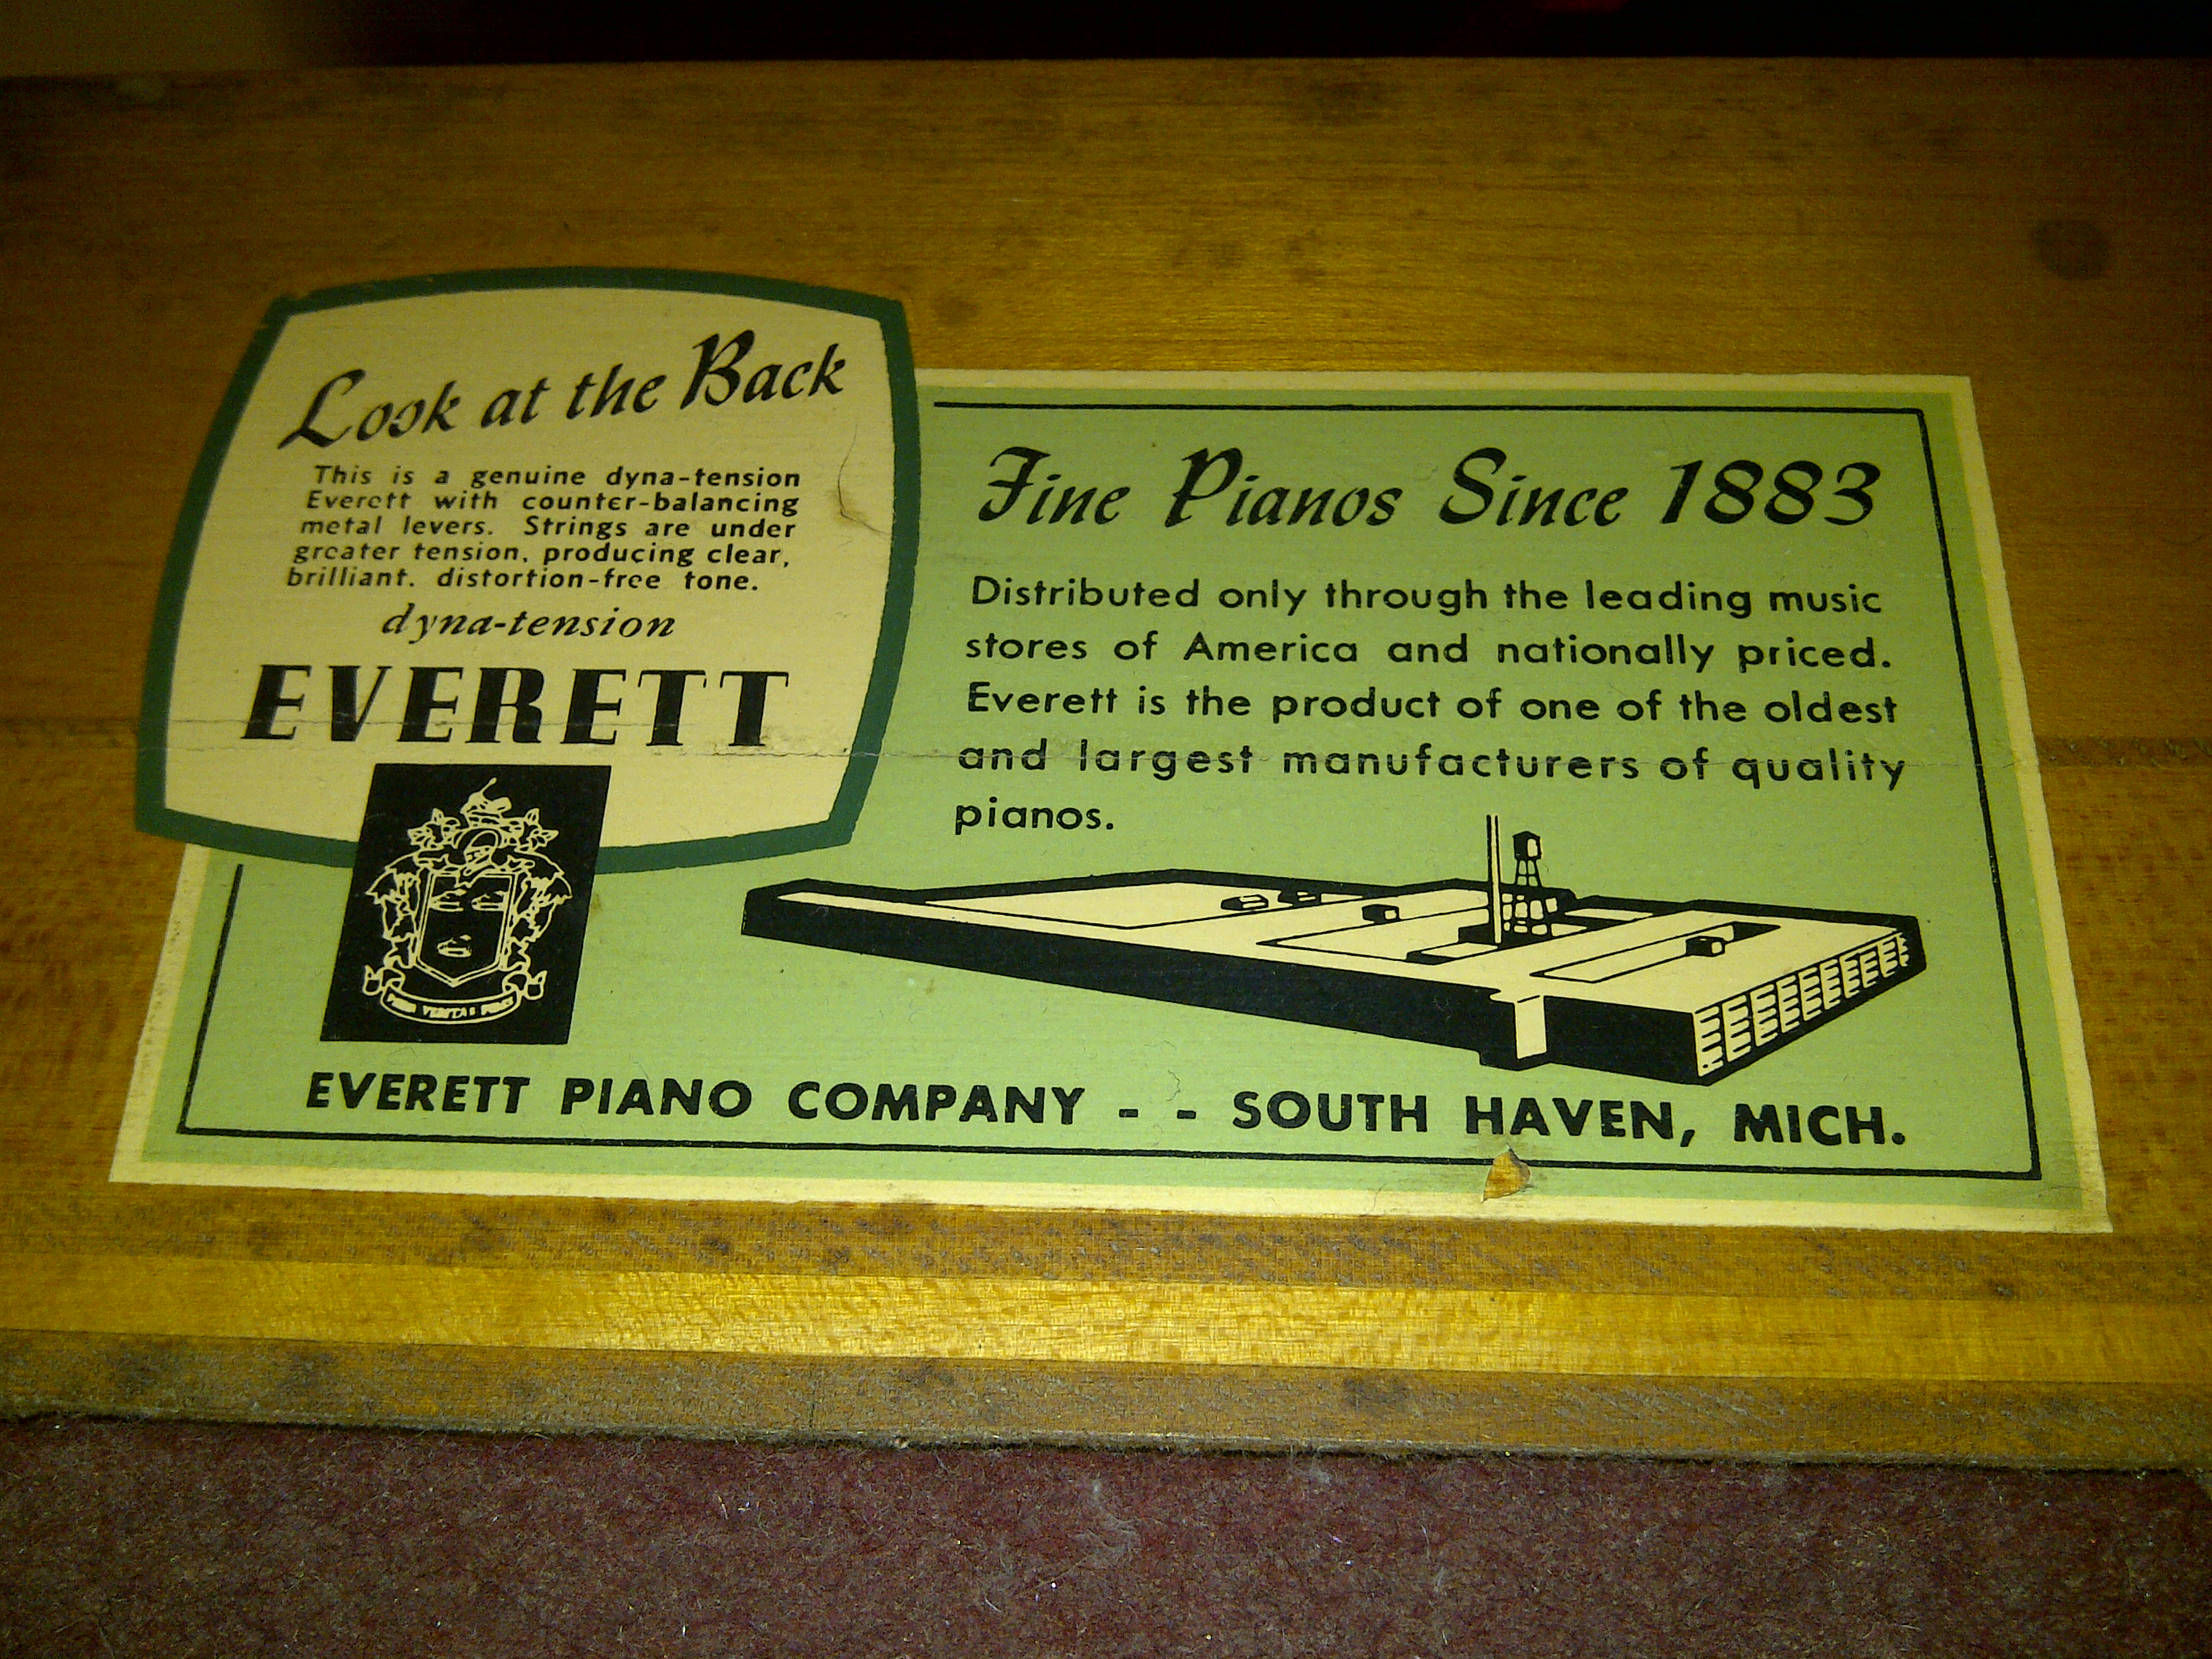 Look at the Back
This is a genuine dyna-tension
Everett with counter-balancing
metal levers. Strings are under
greater tension, producing clear,
brilliant, distortion-free tone.
dyna-tension
EVERETT
Fine Pianos Since 1883
Distributed only through the leading music
stores of America and nationally priced.
Everett is the product of one of the oldest
and largest manufacturers of quality
pianos.
EVERETT PIANO COMPANY - - SOUTH HAVEN, MICH.